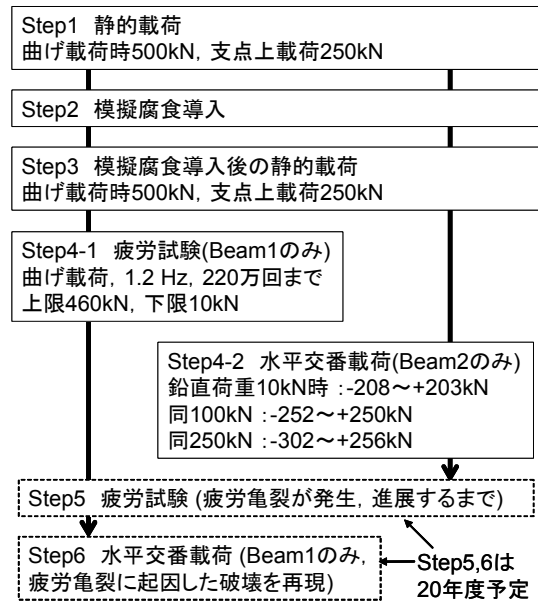 Step1 静的載荷
曲げ載荷時500kN，支点上載荷250kN
Step2 模擬腐食導入
Step3 模擬腐食導入後の静的載荷
曲げ載荷時500kN，支点上載荷250kN
Step4-1 疲労試験(Beam1のみ)
曲げ載荷，1.2 Hz，220万回まで
上限460kN，下限10kN
Step4-2 水平交番載荷(Beam2のみ)
鉛直荷重10kN時：-208～+203kN
同100kN：-252～+250kN
同250kN：-302～+256kN
Step5 疲労試験 (疲労亀裂が発生，進展するまで)
Step6 水平交番載荷 (Beam1のみ，
疲労亀裂に起因した破壊を再現)
Step5,6は
20年度予定